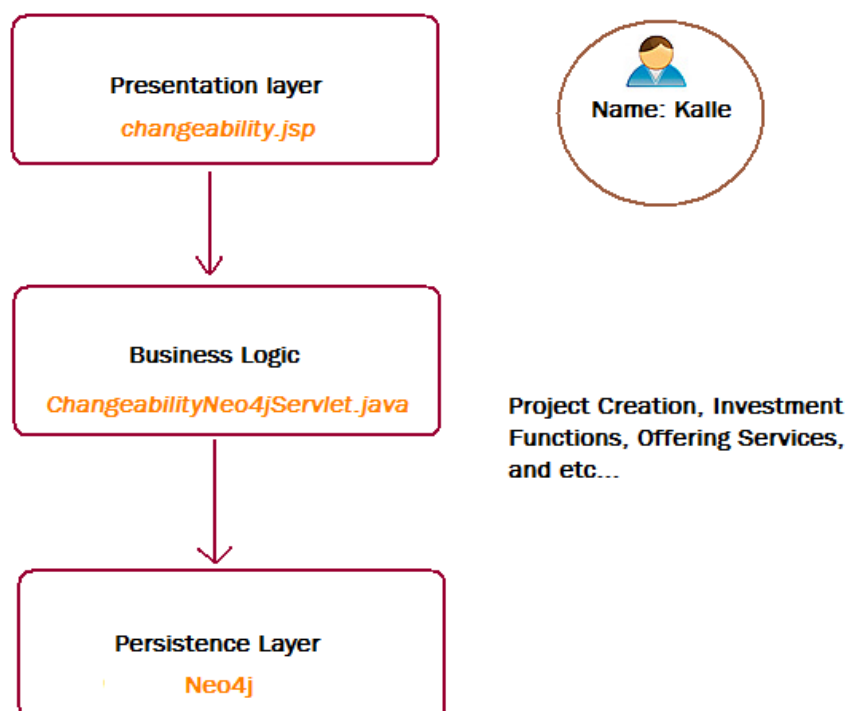 Presentation layer
changeability.jsp
Name: Kalle
Business Logic
ChangeabilityNeo4jServlet.java
Project Creation, Investment
Functions, Offering Services,
and etc...
Persistence Layer
Neo4j